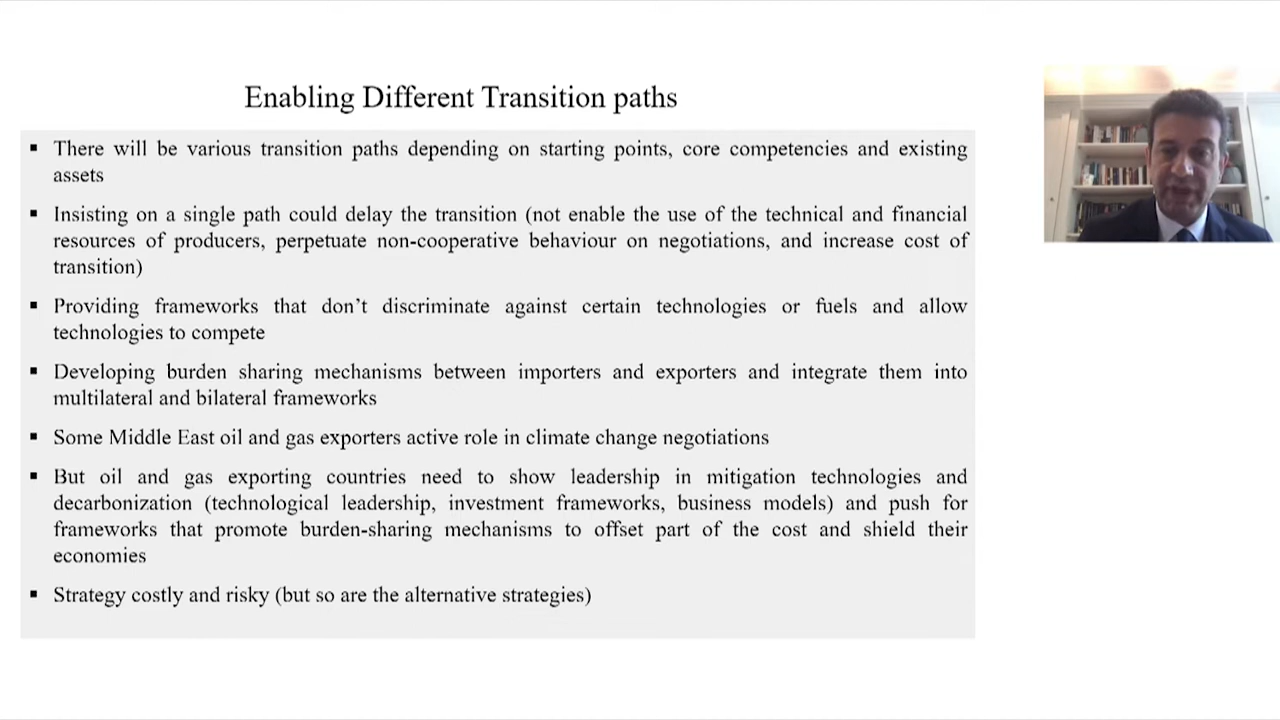 Enabling Different Transition paths
▪ There will be various transition paths depending on starting points, core competencies and existing
assets
▪ Insisting on a single path could delay the transition (not enable the use of the technical and financial
resources of producers, perpetuate non-cooperative behaviour on negotiations, and increase cost of
transition)
▪ Providing frameworks that don’t discriminate against certain technologies or fuels and allow
technologies to compete
▪ Developing burden sharing mechanisms between importers and exporters and integrate them into
multilateral and bilateral frameworks
▪ Some Middle East oil and gas exporters active role in climate change negotiations
▪ But oil and gas exporting countries need to show leadership in mitigation technologies and
decarbonization (technological leadership, investment frameworks, business models) and push for
frameworks that promote burden-sharing mechanisms to offset part of the cost and shield their
economies
▪ Strategy costly and risky (but so are the alternative strategies)